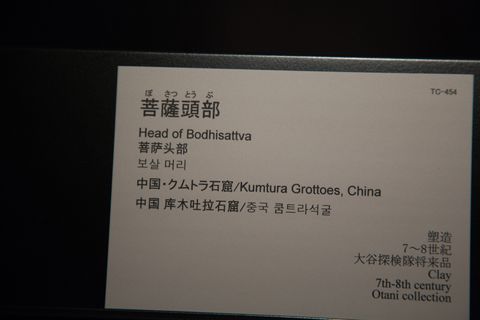 TC-454
ぼ さつ とう ぶ
菩薩頭部
Head of Bodhisattva
菩萨头部
보살 머리
中国・クムトラ石窟/Kumtura Grottoes, China
中国 库木吐拉石窟/중국 쿰트라석굴
塑造
7～8世紀
大谷探検隊将来品
Clay
7th-8th century
Otani collection